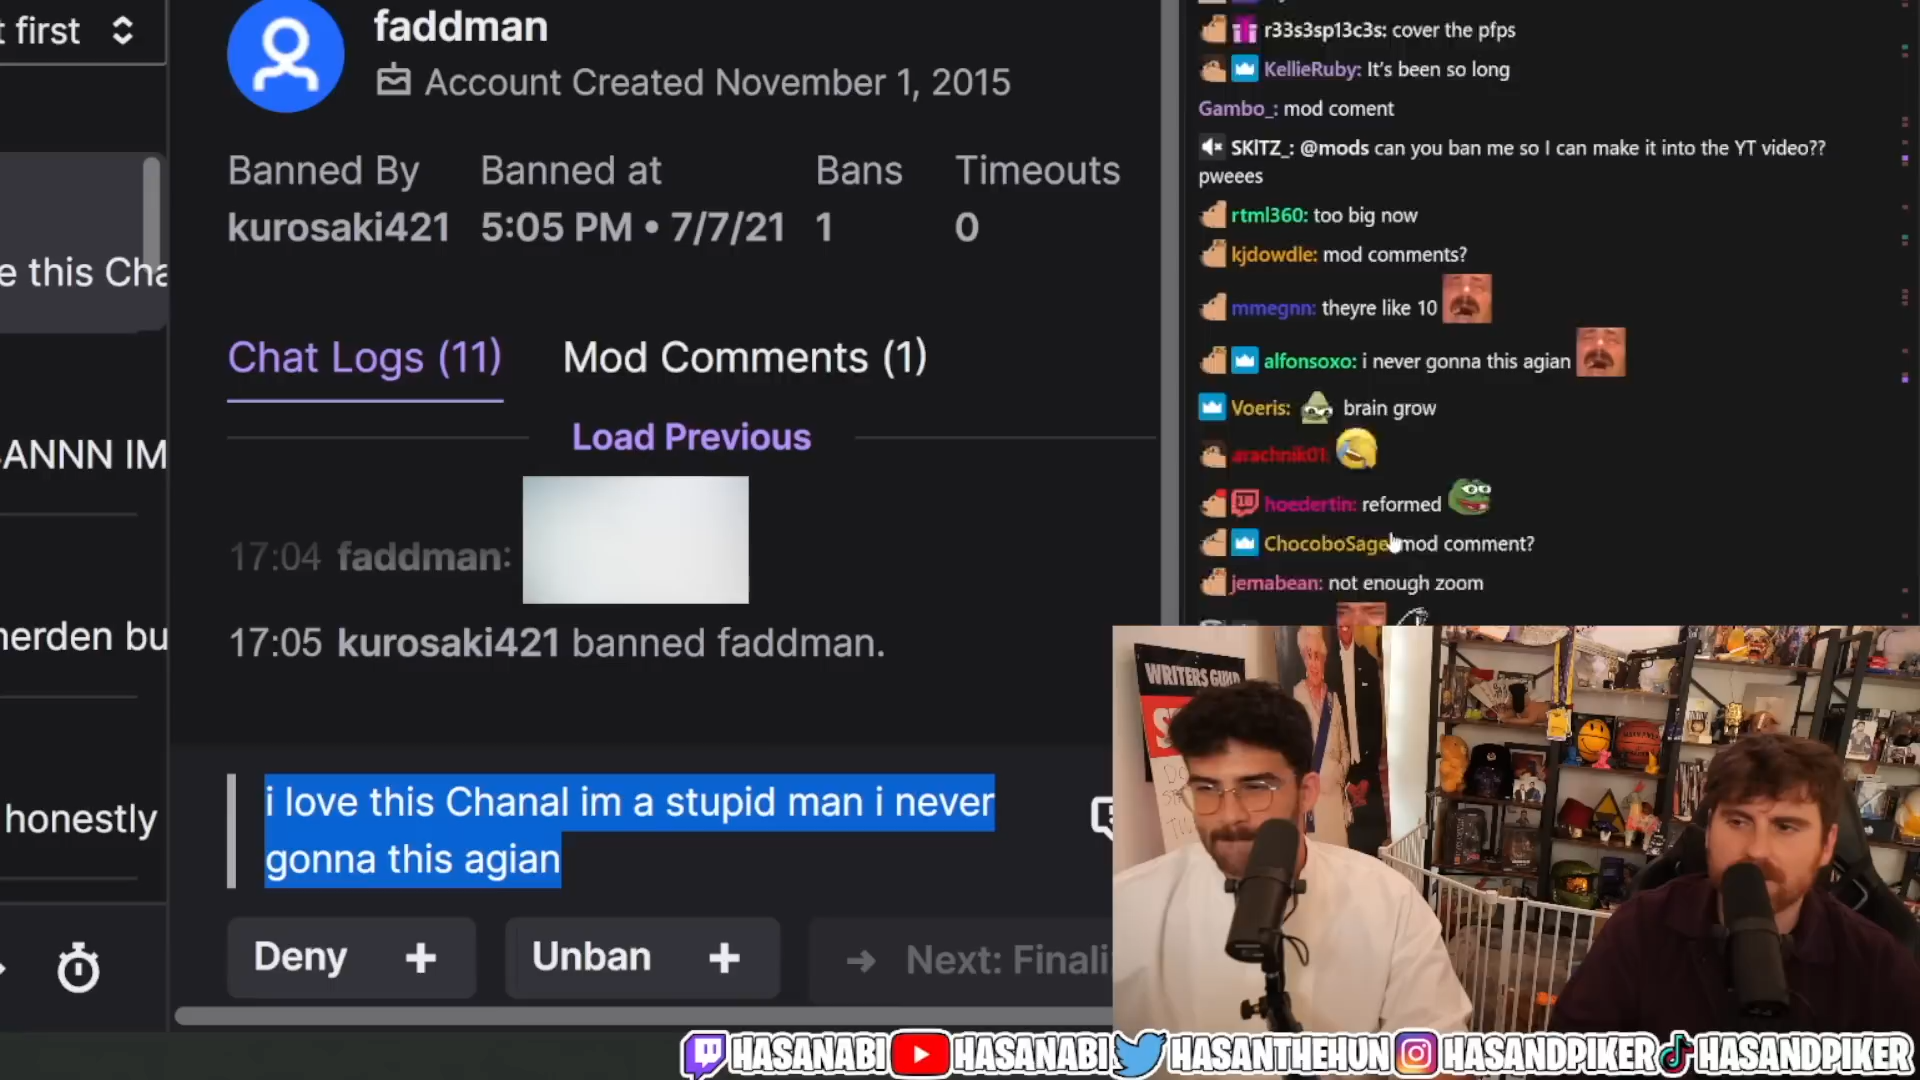 t first
faddman
Account Created November 1, 2015
Banned By
Banned at
Bans
Timeouts
kurosaki421
5:05 PM • 7/7/21
1
0
e this Cha
Chat Logs (11)
Mod Comments (1)
Load Previous
ANNN IM
17:04 faddman:
17:05 kurosaki421 banned faddman.
nerden bu
i love this Chanal im a stupid man i never
gonna this agian
honestly
Deny
Unban
Next: Finali
r33s3sp13c3s: cover the pfps
KellieRuby: It's been so long
Gambo_: mod coment
SKITZ_: @mods can you ban me so I can make it into the YT video??
pweees
rtml360: too big now
kjdowdle: mod comments?
mmegnn: theyre like 10
alfonsoxo: i never gonna this agian
Voeris: brain grow
arachnik01:
hoedertin: reformed
ChocoboSage mod comment?
jemabean: not enough zoom
WRITERS GUILD
HASANABI
HASANABI
HASANTHEHUN
HASANDPIKER
HASANDPIKER